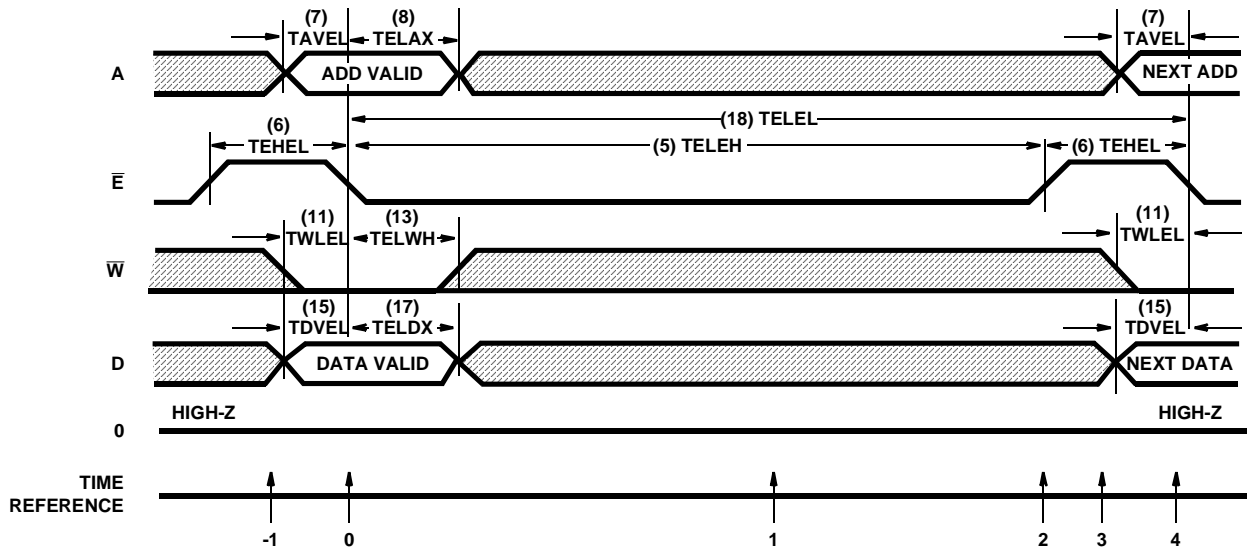 (7) (8) (7)
TAVEL TELAX TAVEL
A ADD VALID NEXT ADD
(18) TELEL
(6)
TEHEL (5) TELEH (6) TEHEL
E
(11) (13) (11)
TWLEL TELWH TWLEL
W
(15) (17) (15)
TDVEL TELDX TDVEL
D DATA VALID NEXT DATA
HIGH-Z HIGH-Z
0
TIME
REFERENCE
-1 0 1 2 3 4